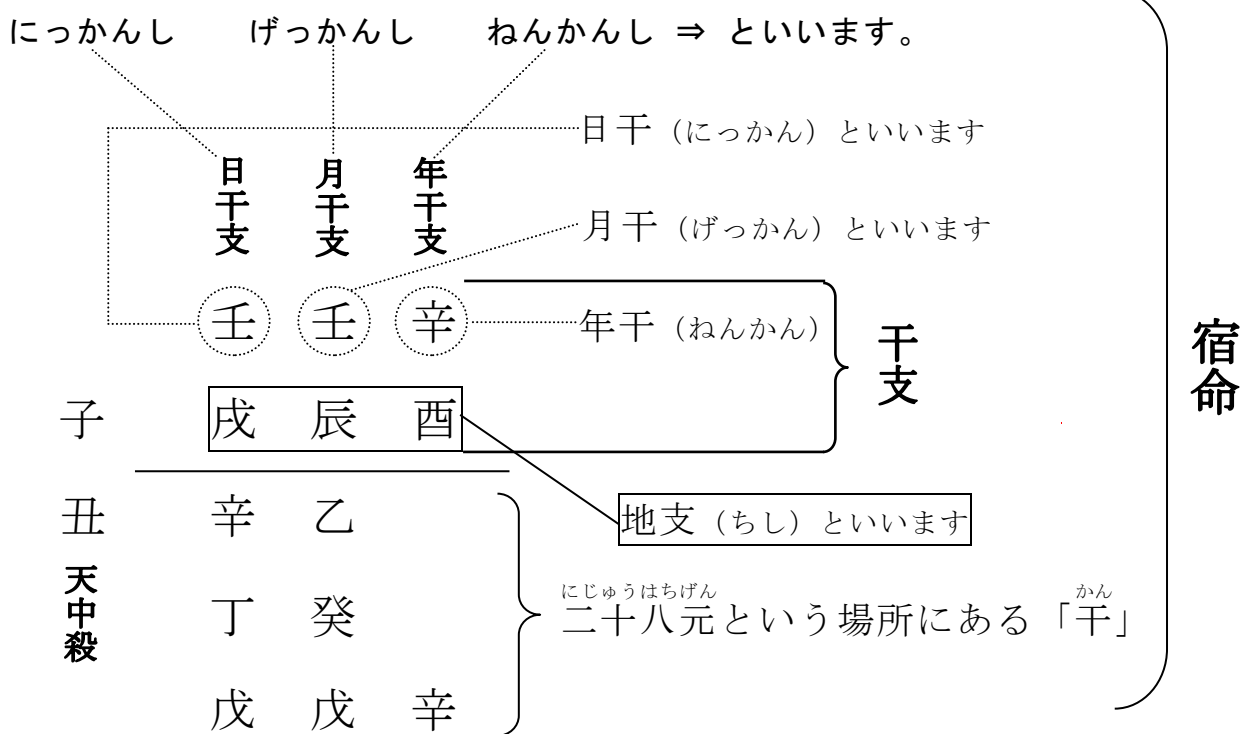 にっかんし げっかんし ねんかんし ⇒ といいます。
日干（にっかん）といいます
日干支 月干支 年干支
月干（げっかん）といいます
壬 壬 辛
年干（ねんかん）
干支
宿命
子 戌 辰 酉
丑 辛 乙
地支（ちし）といいます
天中殺
丁 癸
にじゅうはちげん かん
二十八元という場所にある「干」
戊 戊 辛